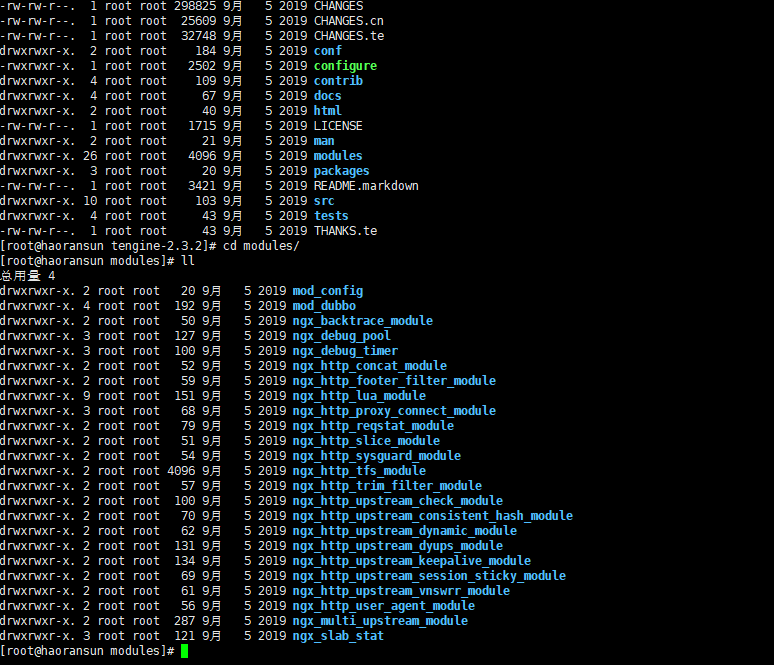 -rw-rw-r--.  1 root root 298825 9月   5 2019 CHANGES
-rw-rw-r--.  1 root root  25609 9月   5 2019 CHANGES.cn
-rw-rw-r--.  1 root root  32748 9月   5 2019 CHANGES.te
drwxrwxr-x.  2 root root    184 9月   5 2019 conf
-rwxrwxr-x.  1 root root   2502 9月   5 2019 configure
drwxrwxr-x.  4 root root    109 9月   5 2019 contrib
drwxrwxr-x.  4 root root     67 9月   5 2019 docs
drwxrwxr-x.  2 root root     40 9月   5 2019 html
-rw-rw-r--.  1 root root   1715 9月   5 2019 LICENSE
drwxrwxr-x.  2 root root     21 9月   5 2019 man
drwxrwxr-x. 26 root root   4096 9月   5 2019 modules
drwxrwxr-x.  3 root root     20 9月   5 2019 packages
-rw-rw-r--.  1 root root   3421 9月   5 2019 README.markdown
drwxrwxr-x. 10 root root    103 9月   5 2019 src
drwxrwxr-x.  4 root root     43 9月   5 2019 tests
-rw-rw-r--.  1 root root     43 9月   5 2019 THANKS.te
[root@haoransun tengine-2.3.2]# cd modules/
[root@haoransun modules]# ll
总用量 4
drwxrwxr-x. 2 root root   20 9月   5 2019 mod_config
drwxrwxr-x. 4 root root  192 9月   5 2019 mod_dubbo
drwxrwxr-x. 2 root root   50 9月   5 2019 ngx_backtrace_module
drwxrwxr-x. 3 root root  127 9月   5 2019 ngx_debug_pool
drwxrwxr-x. 3 root root  100 9月   5 2019 ngx_debug_timer
drwxrwxr-x. 2 root root   52 9月   5 2019 ngx_http_concat_module
drwxrwxr-x. 2 root root   59 9月   5 2019 ngx_http_footer_filter_module
drwxrwxr-x. 9 root root  151 9月   5 2019 ngx_http_lua_module
drwxrwxr-x. 3 root root   68 9月   5 2019 ngx_http_proxy_connect_module
drwxrwxr-x. 2 root root   79 9月   5 2019 ngx_http_reqstat_module
drwxrwxr-x. 2 root root   51 9月   5 2019 ngx_http_slice_module
drwxrwxr-x. 2 root root   54 9月   5 2019 ngx_http_sysguard_module
drwxrwxr-x. 2 root root 4096 9月   5 2019 ngx_http_tfs_module
drwxrwxr-x. 2 root root   57 9月   5 2019 ngx_http_trim_filter_module
drwxrwxr-x. 2 root root  100 9月   5 2019 ngx_http_upstream_check_module
drwxrwxr-x. 2 root root   70 9月   5 2019 ngx_http_upstream_consistent_hash_module
drwxrwxr-x. 2 root root   62 9月   5 2019 ngx_http_upstream_dynamic_module
drwxrwxr-x. 2 root root  131 9月   5 2019 ngx_http_upstream_dyups_module
drwxrwxr-x. 2 root root  134 9月   5 2019 ngx_http_upstream_keepalive_module
drwxrwxr-x. 2 root root   69 9月   5 2019 ngx_http_upstream_session_sticky_module
drwxrwxr-x. 2 root root   61 9月   5 2019 ngx_http_upstream_vnswrr_module
drwxrwxr-x. 2 root root   56 9月   5 2019 ngx_http_user_agent_module
drwxrwxr-x. 2 root root  287 9月   5 2019 ngx_multi_upstream_module
drwxrwxr-x. 3 root root  121 9月   5 2019 ngx_slab_stat
[root@haoransun modules]#